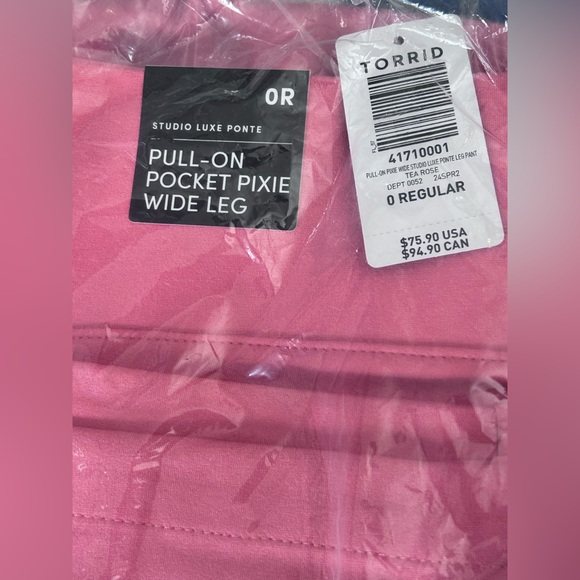 0R
STUDIO LUXE PONTE
PULL-ON
POCKET PIXIE
WIDE LEG
TORRID
41710001
PULL-ON PIXIE WIDE STUDIO LUXE PONTE LEG PANT
TEA ROSE
DEPT 0052 24SPR2
0 REGULAR
$75.90 USA
$94.90 CAN